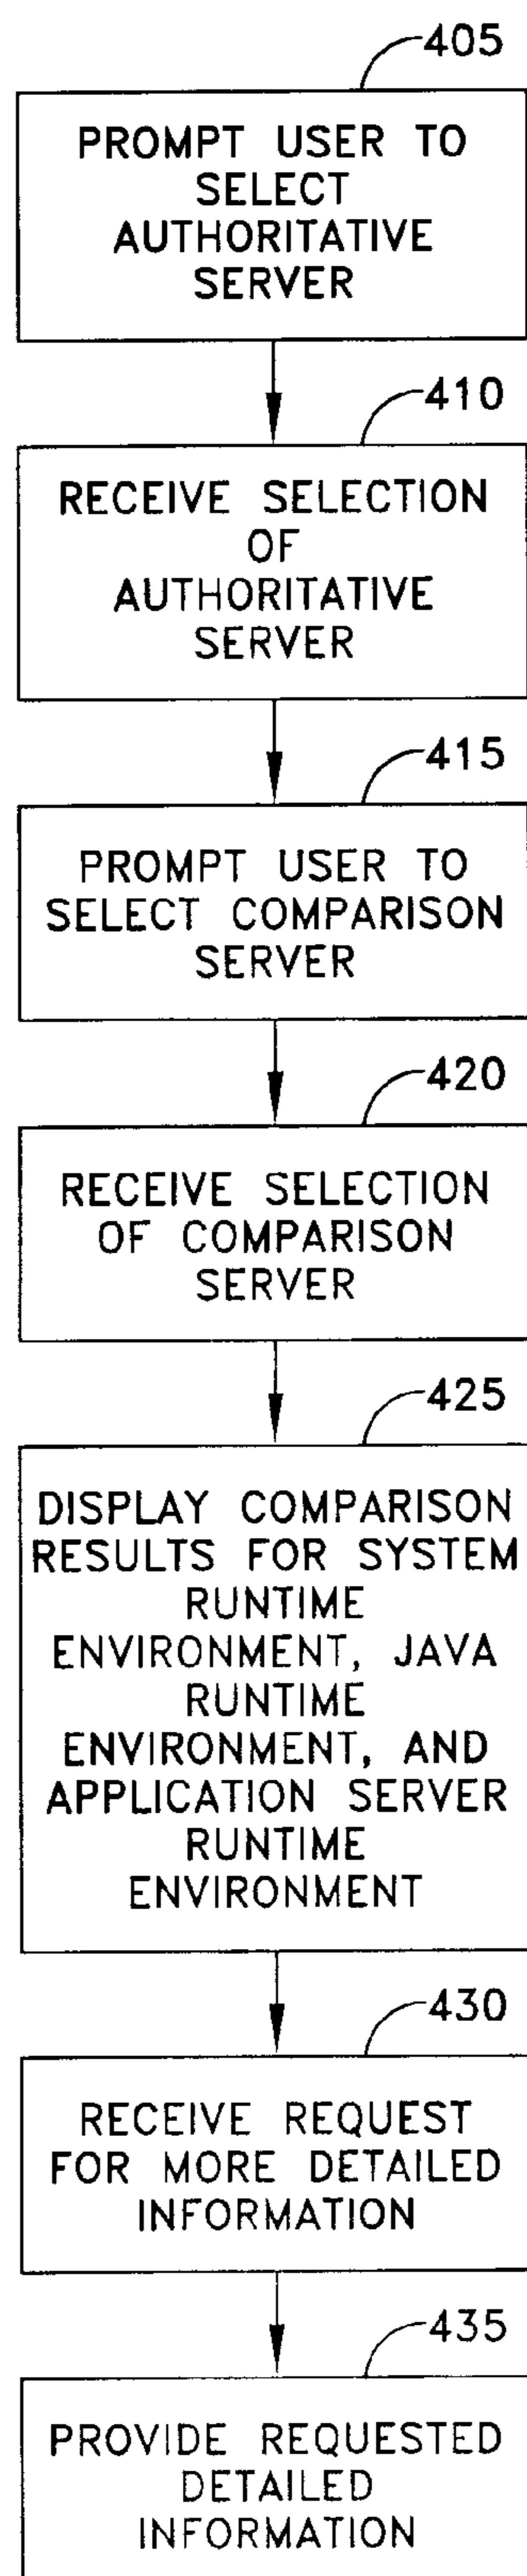 405
PROMPT USER TO
SELECT
AUTHORITATIVE
SERVER
410
RECEIVE SELECTION
OF
AUTHORITATIVE
SERVER
415
PROMPT USER TO
SELECT COMPARISON
SERVER
420
RECEIVE SELECTION
OF COMPARISON
SERVER
425
DISPLAY COMPARISON
RESULTS FOR SYSTEM
RUNTIME
ENVIRONMENT, JAVA
RUNTIME
ENVIRONMENT, AND
APPLICATION SERVER
RUNTIME
ENVIRONMENT
430
RECEIVE REQUEST
FOR MORE DETAILED
INFORMATION
435
PROVIDE REQUESTED
DETAILED
INFORMATION